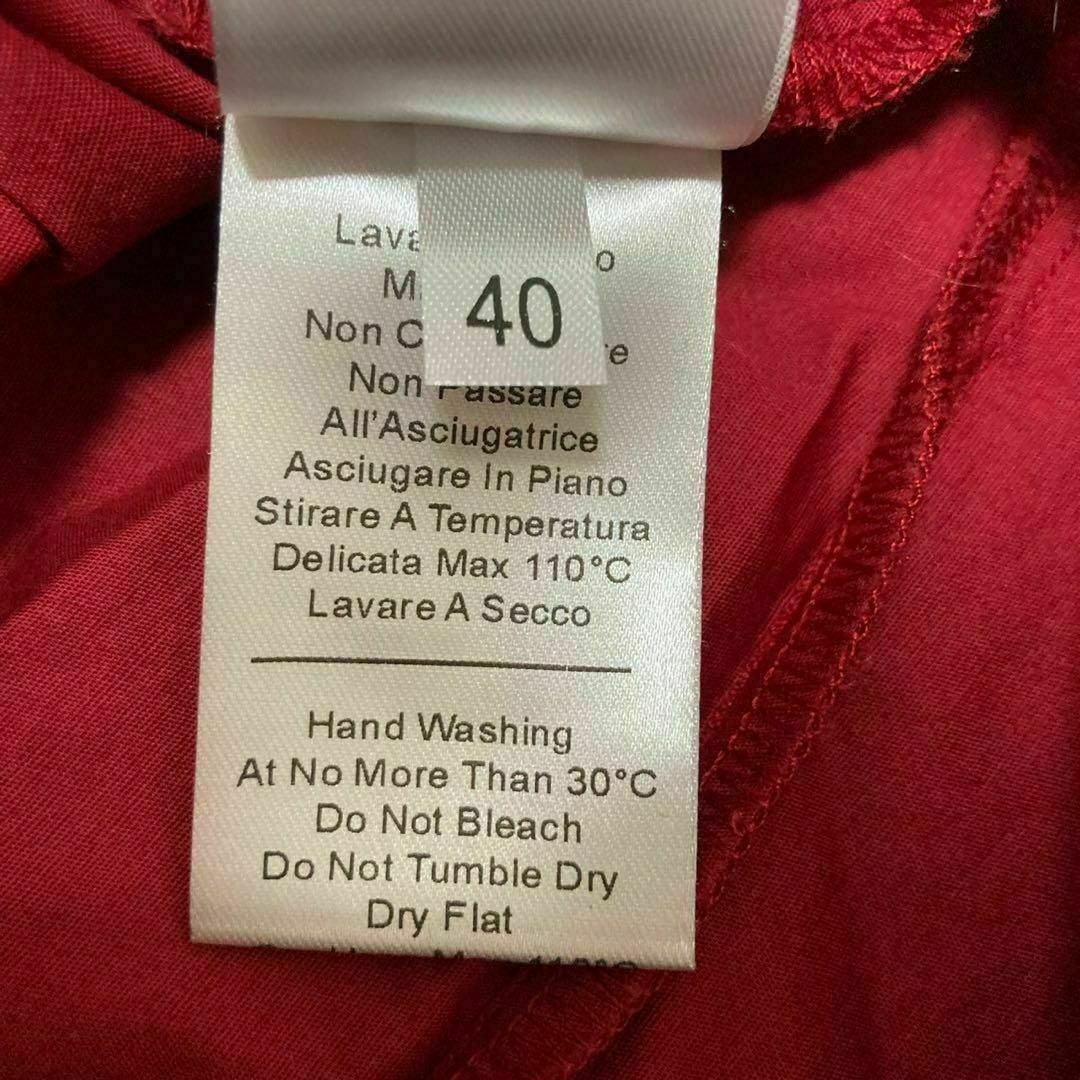 40
Non
Non Passare
All'Asciugatrice
Asciugare In Piano
Stirare A Temperatura
Delicata Max 110°C
Lavare A Secco
Hand Washing
At No More Than 30°C
Do Not Bleach
Do Not Tumble Dry
Dry Flat